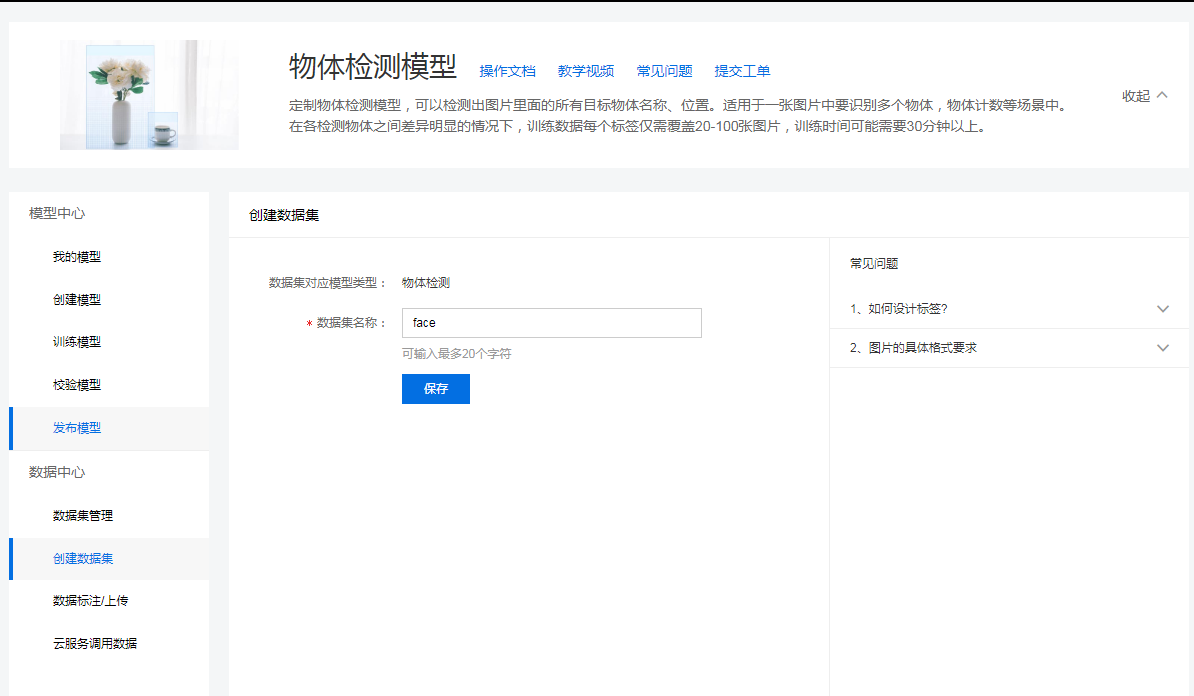 物体检测模型 操作文档 教学视频 常见问题 提交工单
定制物体检测模型，可以检测出图片里面的所有目标物体名称、位置。适用于一张图片中要识别多个物体，物体计数等场景中。
在各检测物体之间差异明显的情况下，训练数据每个标签仅需覆盖20-100张图片，训练时间可能需要30分钟以上。
收起
模型中心
我的模型
创建模型
训练模型
校验模型
发布模型
数据中心
数据集管理
创建数据集
数据标注/上传
云服务调用数据
创建数据集
数据集对应模型类型： 物体检测
* 数据集名称： face
可输入最多20个字符
保存
常见问题
1、如何设计标签?
2、图片的具体格式要求